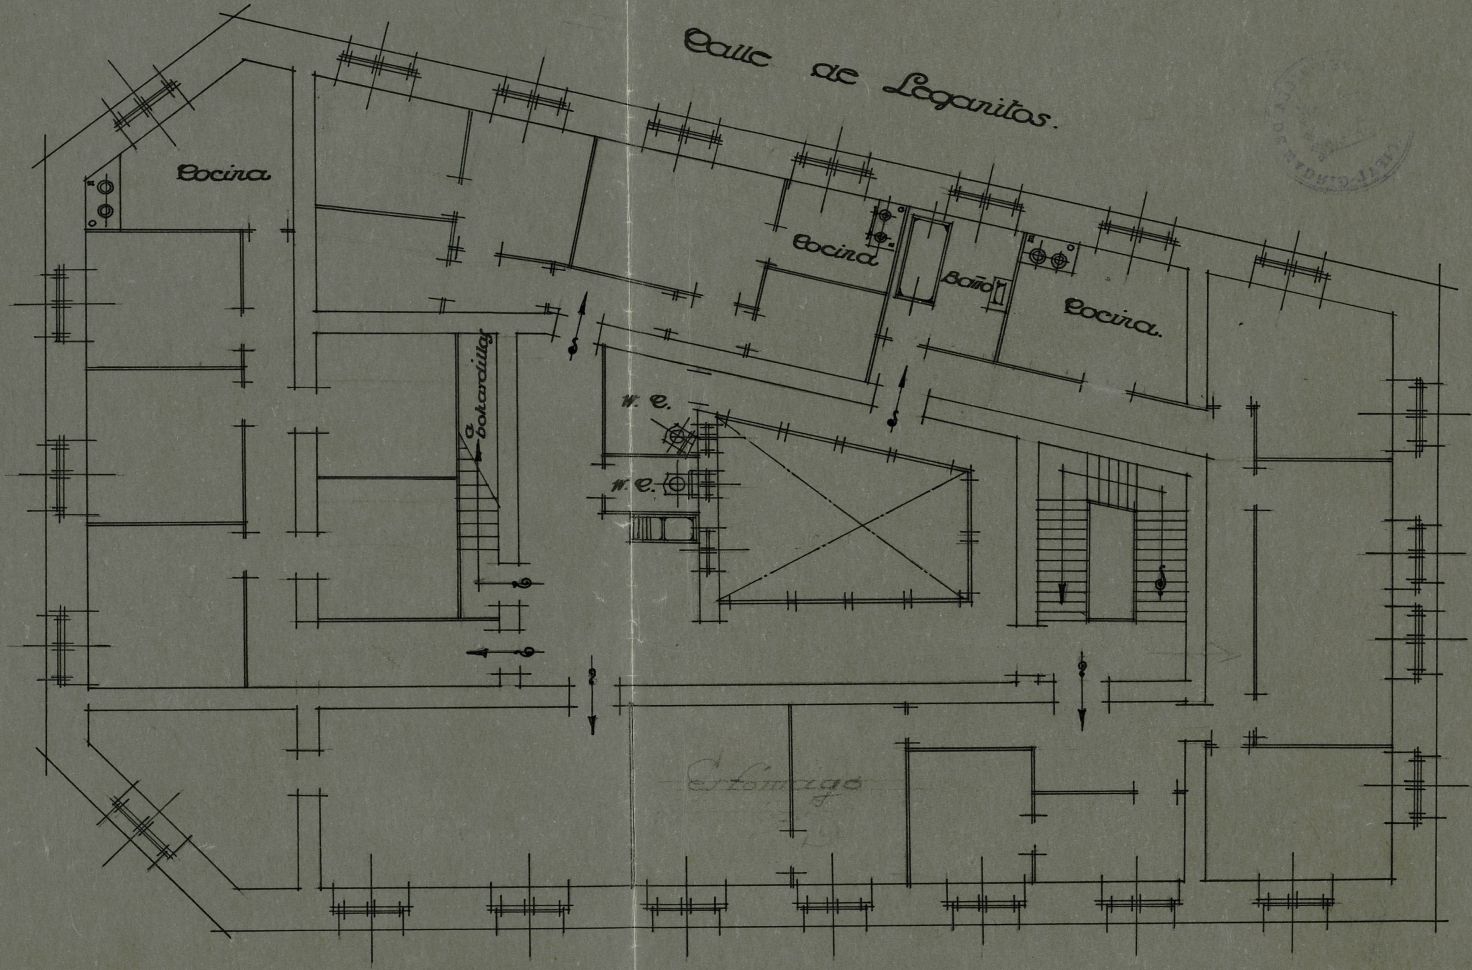 Calle de Leganitos.
Cocina
Cocina
Baño
Cocina.
a bohardillas
W. C.
W. C.